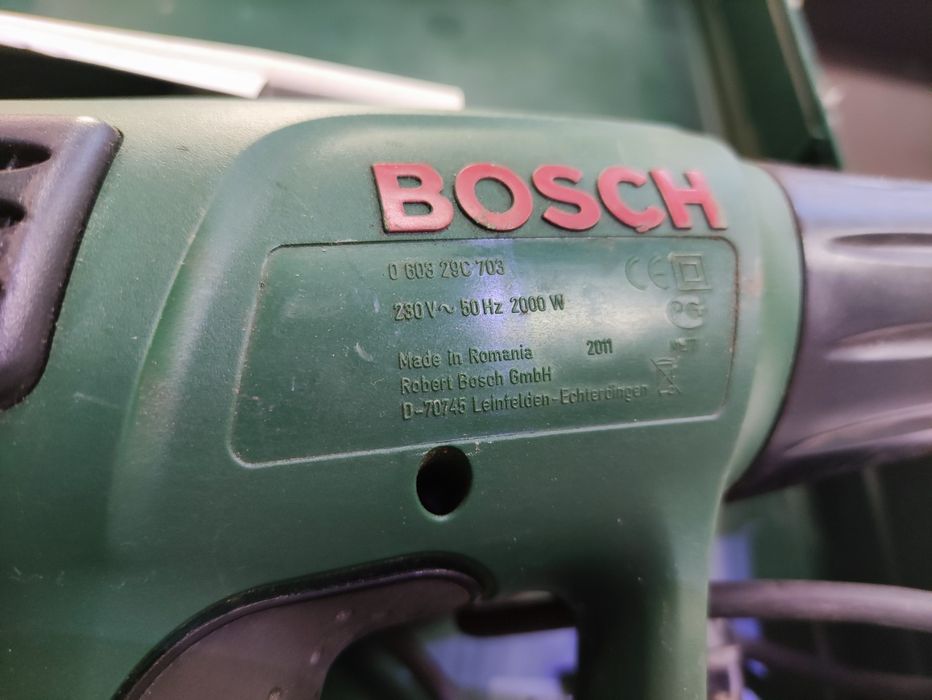 BOSCH
0 603 29C 703
230 V ~ 50 Hz 2000 W
Made in Romania 2011
Robert Bosch GmbH
D-70745 Leinfelden-Echterdingen
CE